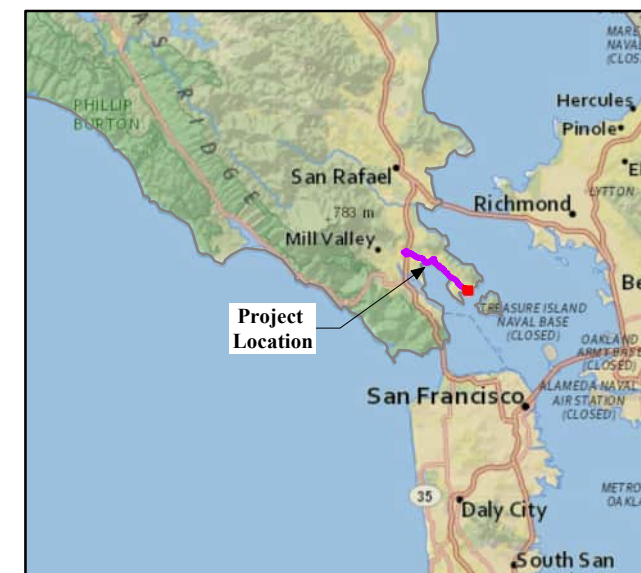 MARE
NAVAL
(CLOS
A
S
R
I
D
G
E
PHILLIP
BURTON
Hercules
Pinole
El
LYTTON
San Rafael
Richmond
783 m
Mill Valley
Be
Project
Location
TREASURE ISLAND
NAVAL BASE
(CLOSED)
OAKLAND
ARMY BASE
(CLOSED)
San Francisco
ALAMEDA NAVAL
AIR STATION
(CLOSED)
35
METRO
OAKL
Daly City
South San